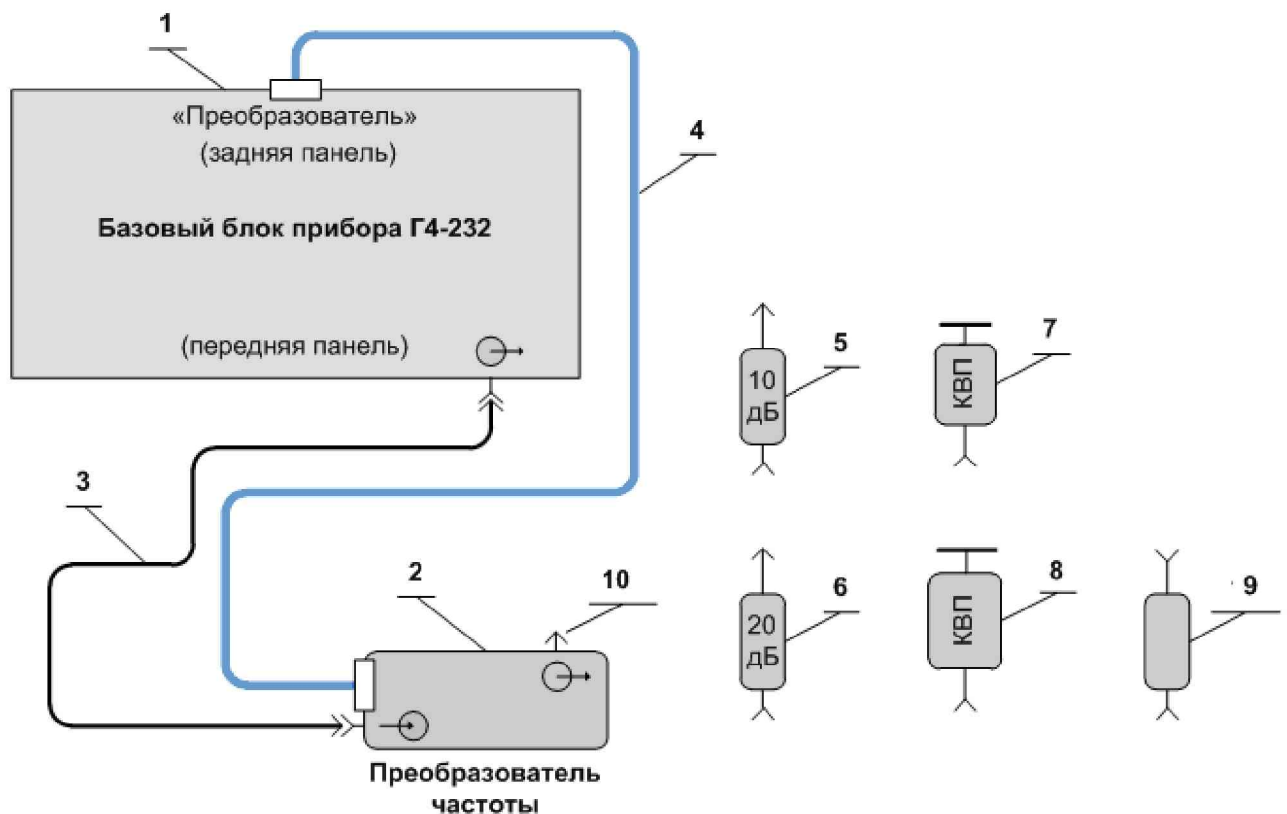 1
«Преобразователь»
(задняя панель)
4
Базовый блок прибора Г4-232
(передняя панель)
5
10
дБ
7
КВП
3
2
10
6
20
дБ
8
КВП
9
Преобразователь
частоты